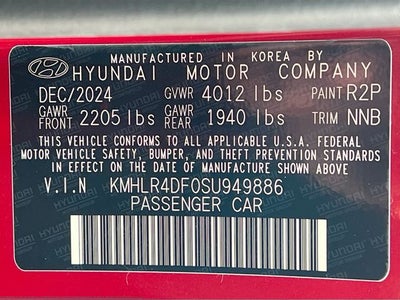 MANUFACTURED IN KOREA BY
HYUNDAI MOTOR COMPANY
DEC/2024 GVWR 4012 lbs PAINT R2P
GAWR FRONT 2205 lbs GAWR REAR 1940 lbs TRIM NNB
THIS VEHICLE CONFORMS TO ALL APPLICABLE U.S.A. FEDERAL
MOTOR VEHICLE SAFETY, BUMPER, AND THEFT PREVENTION STANDARDS
IN EFFECT ON THE DATE OF MANUFACTURE SHOWN ABOVE.
V.I.N KMHLR4DF0SU949886
PASSENGER CAR